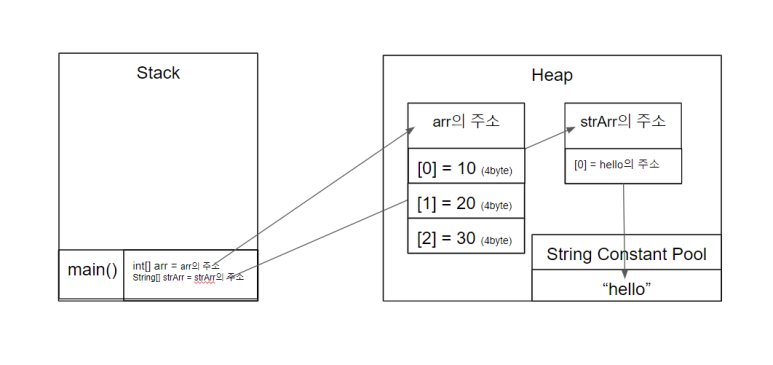 Stack
main()
int[] arr = arr의 주소
String[] strArr = strArr의 주소
Heap
arr의 주소
[0] = 10 (4byte)
[1] = 20 (4byte)
[2] = 30 (4byte)
strArr의 주소
[0] = hello의 주소
String Constant Pool
“hello”